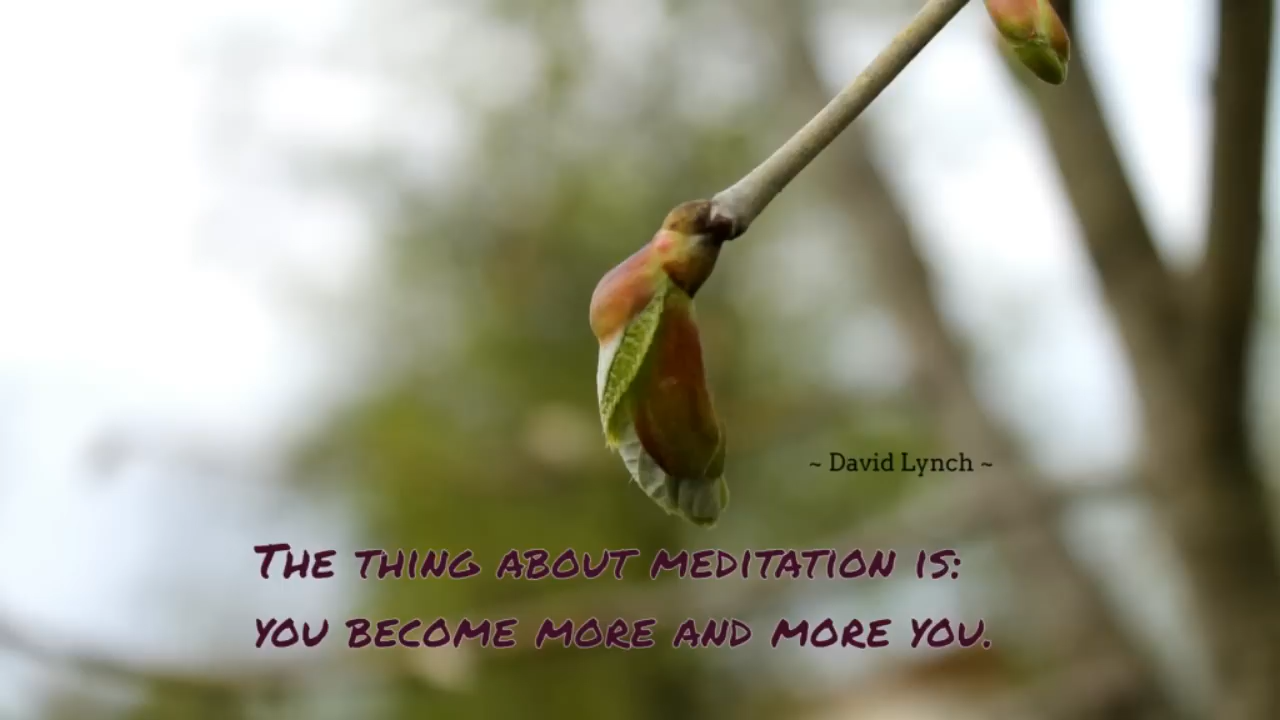 ~ David Lynch ~
The thing about meditation is:
you become more and more you.